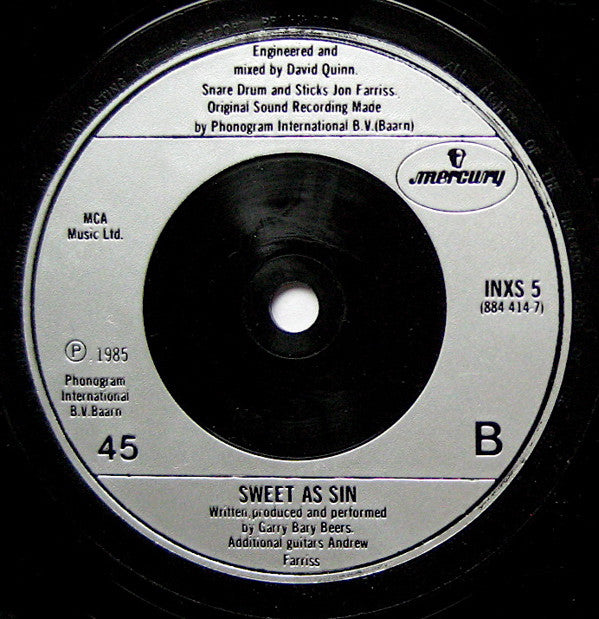 Engineered and
mixed by David Quinn.
Snare Drum and Sticks Jon Farriss.
Original Sound Recording Made
by Phonogram International B.V.(Baarn)
mercury
MCA
Music Ltd.
INXS 5
(884 414-7)
Ⓟ. 1985
Phonogram
International
B.V.Baarn
45
B
SWEET AS SIN
Written, produced and performed
by Garry Bary Beers.
Additional guitars Andrew
Farriss